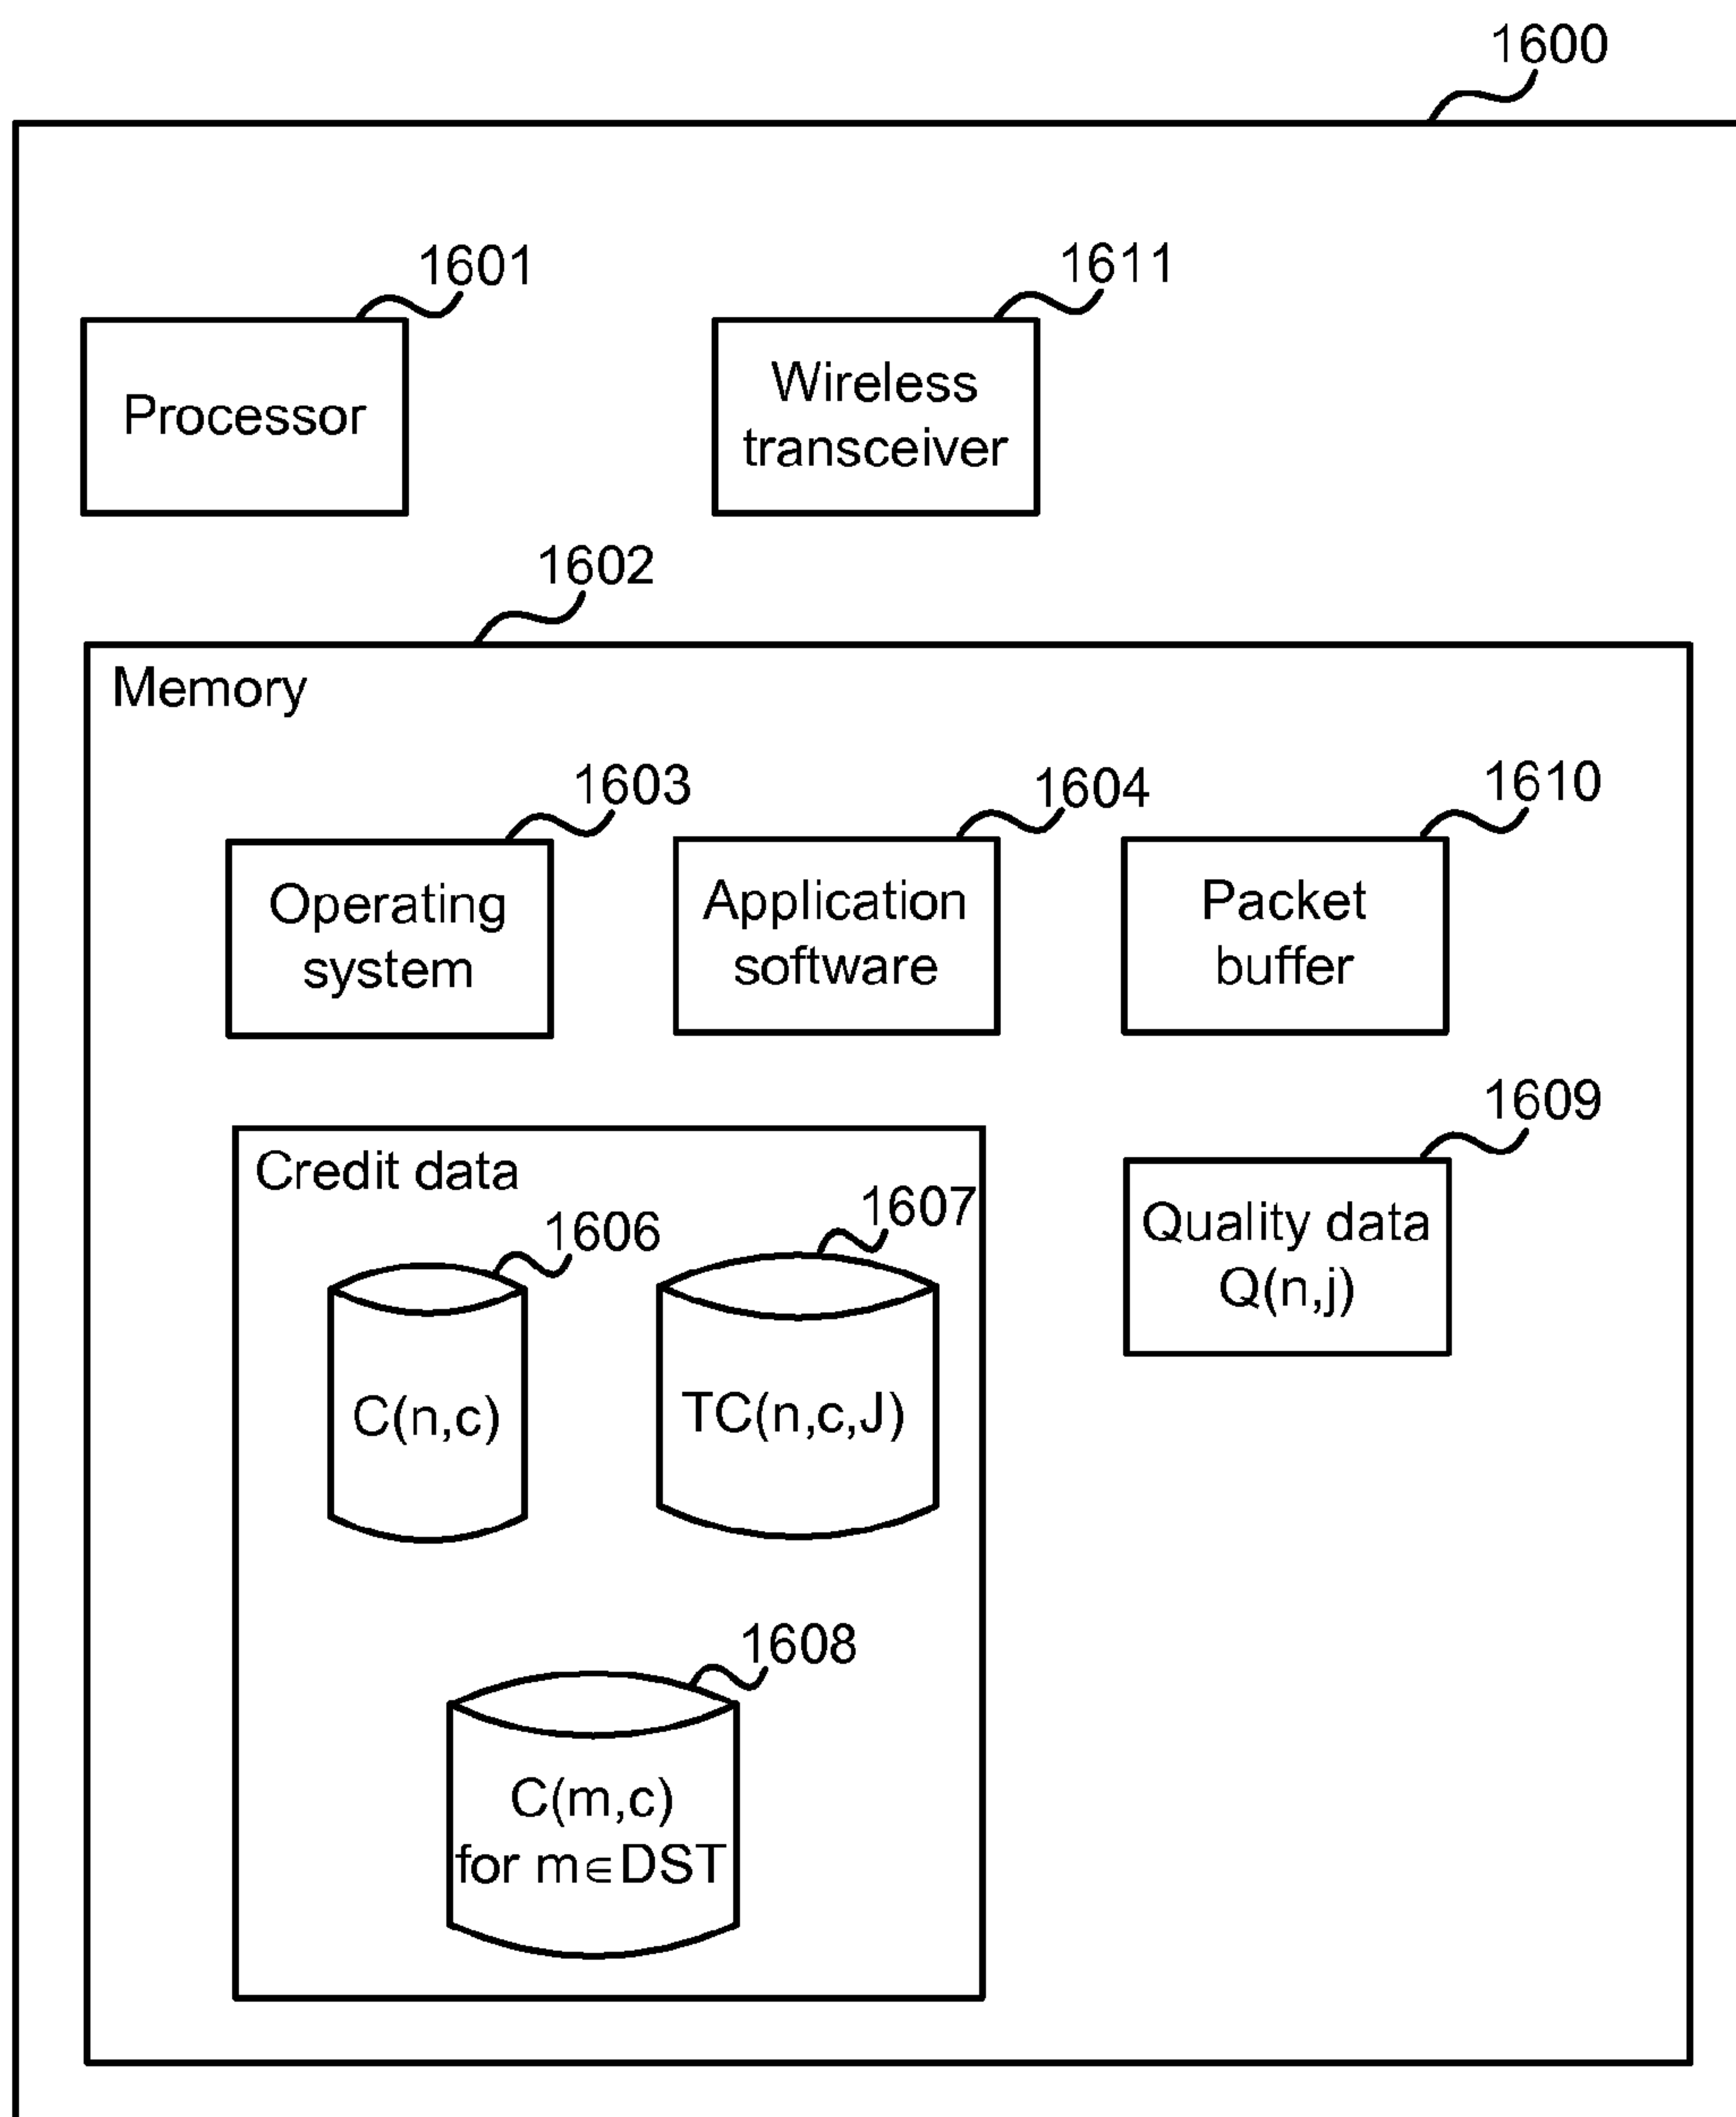 1600
1601
1611
Processor
Wireless
transceiver
1602
Memory
1603
1604
1610
Operating
system
Application
software
Packet
buffer
1609
Credit data
1606
1607
Quality data
Q(n,j)
C(n,c)
TC(n,c,J)
1608
C(m,c)
for m∈DST